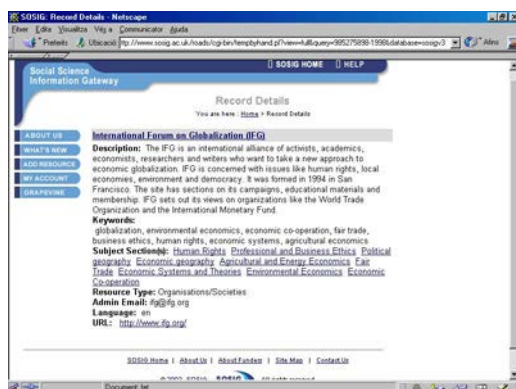 SOSIG: Record Details - Netscape
Fitxer Edita Visualitza Vés a Communicator Ajuda
Preferits Ubicació http://www.sosig.ac.uk/roads/cgi-bin/tempbyhand.pl?view=full&query=985275898-1998&database=sosigv3 Afins
Social Science
Information Gateway
SOSIG HOME HELP
Record Details
You are here : Home > Record Details
ABOUT US
WHAT'S NEW
ADD RESOURCE
MY ACCOUNT
GRAPEVINE
International Forum on Globalization (IFG)
Description: The IFG is an international alliance of activists, academics,
economists, researchers and writers who want to take a new approach to
economic globalization. IFG is concerned with issues like human rights, local
economies, environment and democracy. It was formed in 1994 in San
Francisco. The site has sections on its campaigns, educational materials and
membership. IFG sets out its views on organizations like the World Trade
Organization and the International Monetary Fund.
Keywords:
globalization, environmental economics, economic co-operation, fair trade,
business ethics, human rights, economic systems, agricultural economics
Subject Section(s): Human Rights Professional and Business Ethics Political
geography Economic geography Agricultural and Energy Economics Fair
Trade Economic Systems and Theories Environmental Economics Economic
Co-operation
Resource Type: Organisations/Societies
Admin Email: ifg@ifg.org
Language: en
URL: http://www.ifg.org/
SOSIG Home | About Us | About Funders | Site Map | Contact Us
© 2002 SOSIG SOSIG All rights reserved
Document: fet